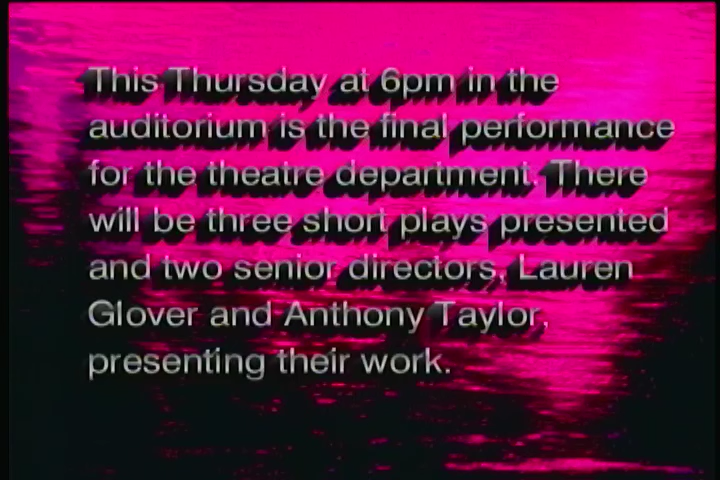 This Thursday at 6pm in the
auditorium is the final performance
for the theatre department. There
will be three short plays presented
and two senior directors, Lauren
Glover and Anthony Taylor,
presenting their work.